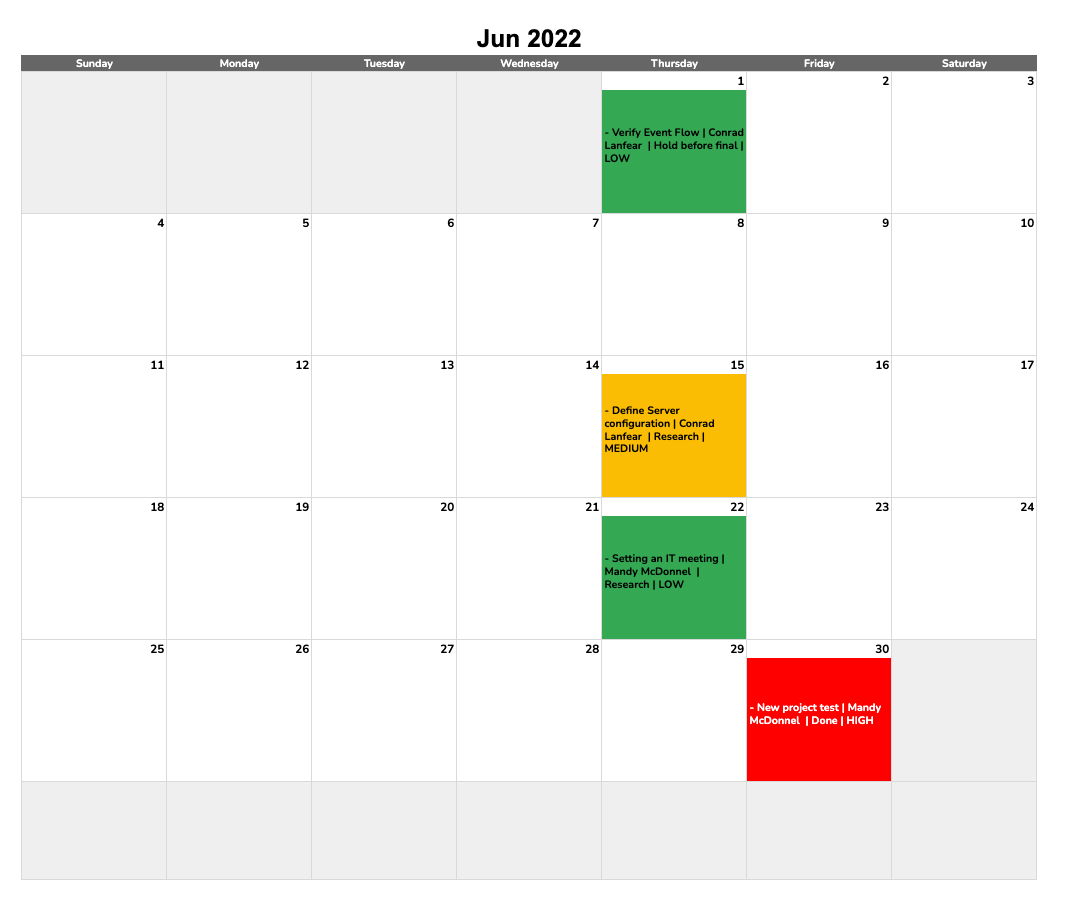 Jun 2022
Sunday Monday Tuesday Wednesday Thursday Friday Saturday
1 2 3
- Verify Event Flow | Conrad
Lanfear | Hold before final |
LOW
4 5 6 7 8 9 10
11 12 13 14 15 16 17
- Define Server
configuration | Conrad
Lanfear | Research |
MEDIUM
18 19 20 21 22 23 24
- Setting an IT meeting |
Mandy McDonnel |
Research | LOW
25 26 27 28 29 30
- New project test | Mandy
McDonnel | Done | HIGH